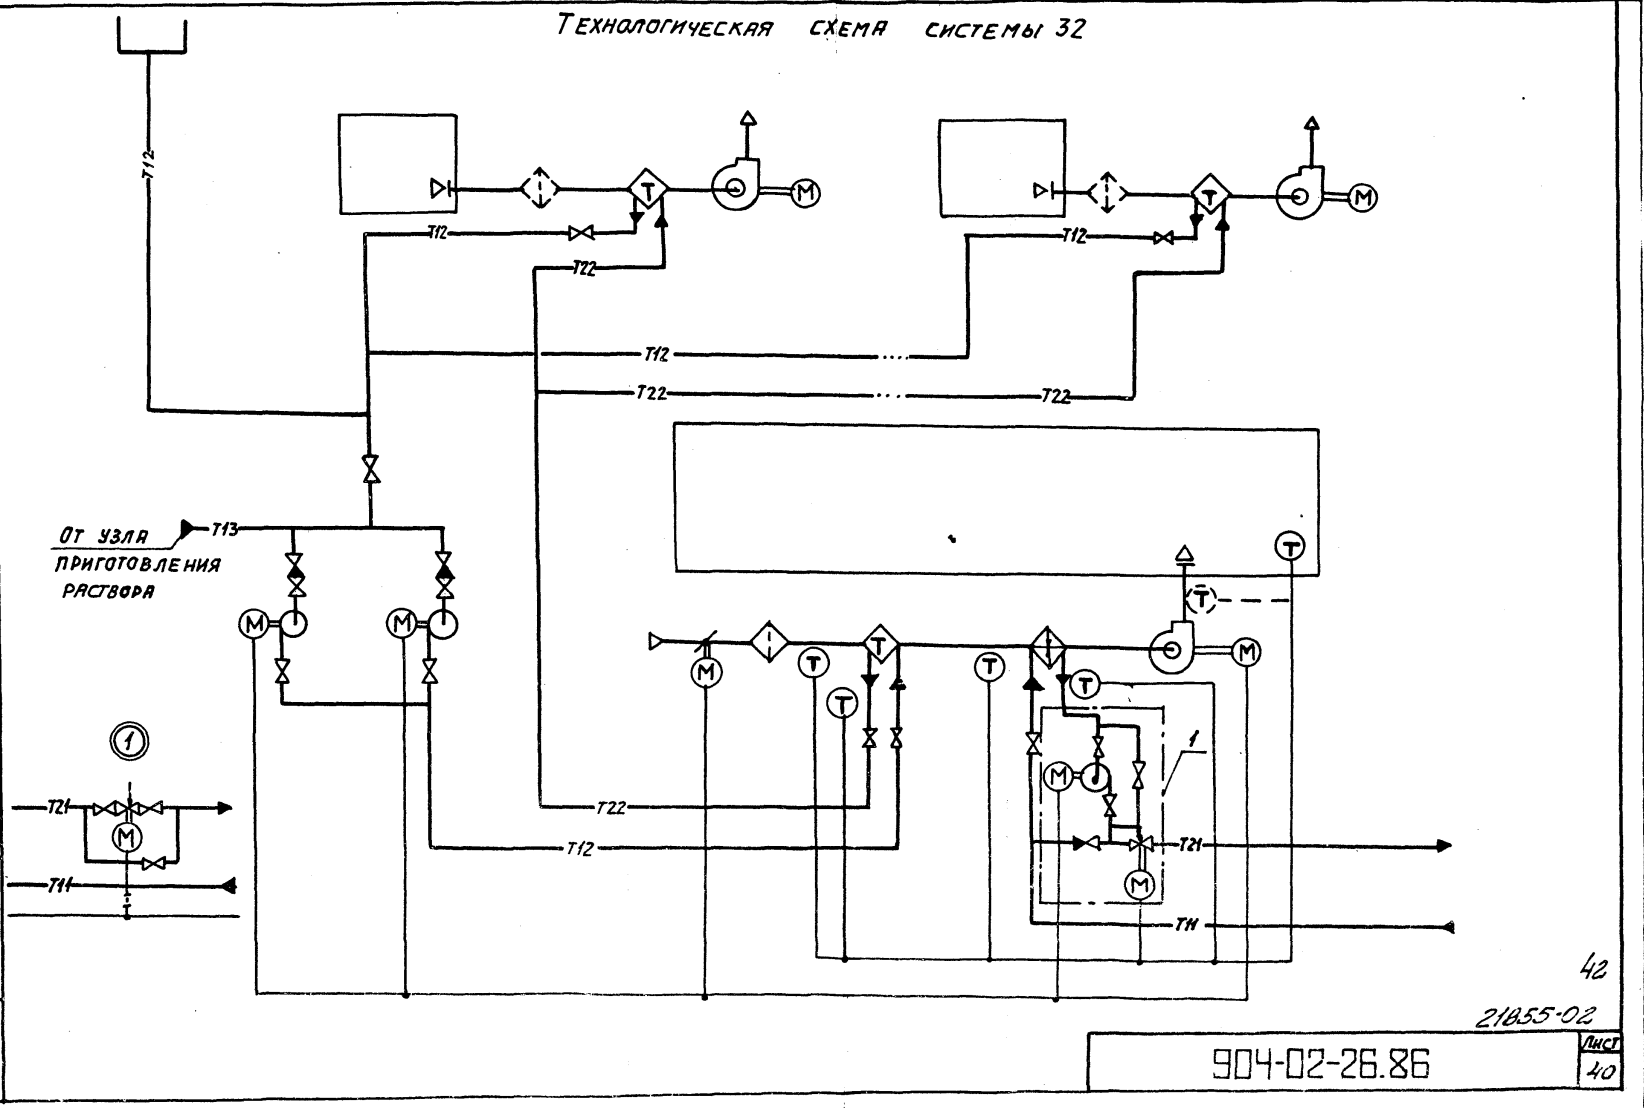 Технологическая схема системы 32
Т12
М
М
Т
Т
Т12
Т12
Т22
Т12
Т22
Т22
От узла
приготовления
раствора
Т13
Т
Т
М
М
М
Т
Т
Т
Т
Т
М
1
1
М
Т21
М
Т22
Т12
Т21
М
Т11
Т11
42
21855-02
904-02-26.86
Лист
40